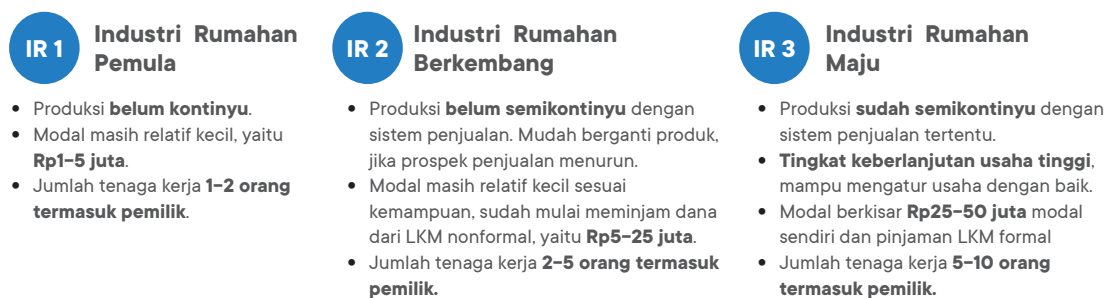 IR 1
Industri Rumahan
Pemula
• Produksi belum kontinyu.
• Modal masih relatif kecil, yaitu
Rp1–5 juta.
• Jumlah tenaga kerja 1–2 orang
termasuk pemilik.
IR 2
Industri Rumahan
Berkembang
• Produksi belum semikontinyu dengan
sistem penjualan. Mudah berganti produk,
jika prospek penjualan menurun.
• Modal masih relatif kecil sesuai
kemampuan, sudah mulai meminjam dana
dari LKM nonformal, yaitu Rp5–25 juta.
• Jumlah tenaga kerja 2–5 orang termasuk
pemilik.
IR 3
Industri Rumahan
Maju
• Produksi sudah semikontinyu dengan
sistem penjualan tertentu.
• Tingkat keberlanjutan usaha tinggi,
mampu mengatur usaha dengan baik.
• Modal berkisar Rp25–50 juta modal
sendiri dan pinjaman LKM formal
• Jumlah tenaga kerja 5–10 orang
termasuk pemilik.